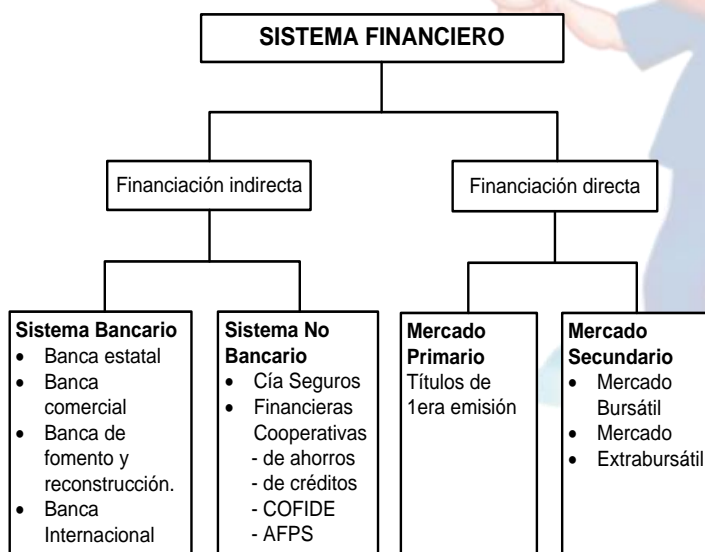 SISTEMA FINANCIERO
Financiación indirecta
Financiación directa
Sistema Bancario
• Banca estatal
• Banca
comercial
• Banca de
fomento y
reconstrucción.
• Banca
Internacional
Sistema No
Bancario
• Cía Seguros
• Financieras
Cooperativas
- de ahorros
- de créditos
- COFIDE
- AFPS
Mercado
Primario
Títulos de
1era emisión
Mercado
Secundario
• Mercado
Bursátil
• Mercado
• Extrabursátil